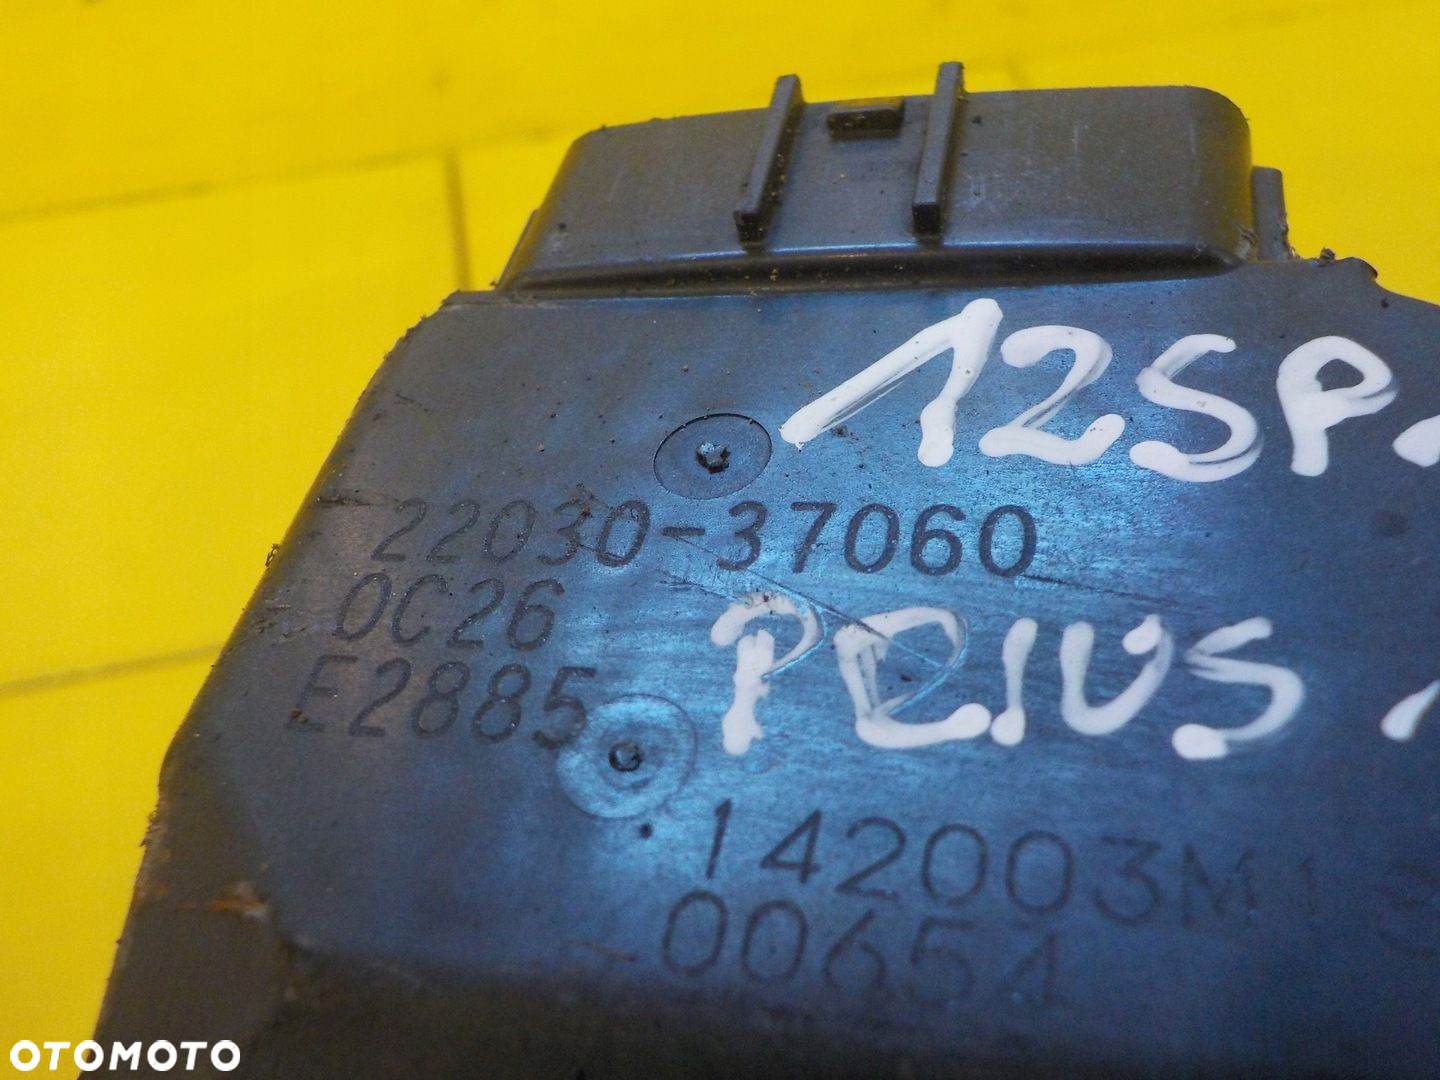 12SP.
22030-37060
0C26
PRIUS.
E2885
142003M1
00654
OTOMOTO